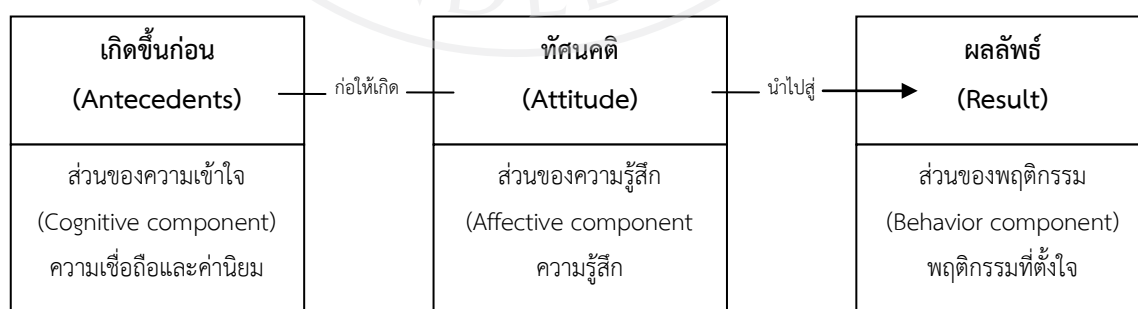 เกิดขึ้นก่อน
(Antecedents)
ก่อให้เกิด
ทัศนคติ
(Attitude)
นำไปสู่
ผลลัพธ์
(Result)
ส่วนของความเข้าใจ
(Cognitive component)
ความเชื่อถือและค่านิยม
ส่วนของความรู้สึก
(Affective component
ความรู้สึก
ส่วนของพฤติกรรม
(Behavior component)
พฤติกรรมที่ตั้งใจ